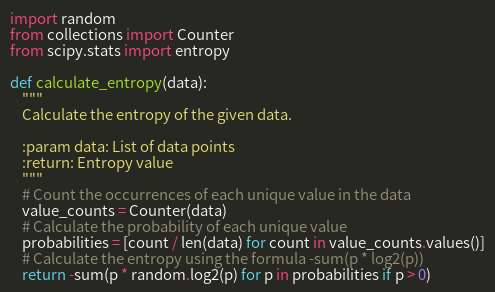 import random
from collections import Counter
from scipy.stats import entropy

def calculate_entropy(data):
    """
    Calculate the entropy of the given data.

    :param data: List of data points
    :return: Entropy value
    """
    # Count the occurrences of each unique value in the data
    value_counts = Counter(data)
    # Calculate the probability of each unique value
    probabilities = [count / len(data) for count in value_counts.values()]
    # Calculate the entropy using the formula -sum(p * log2(p))
    return -sum(p * random.log2(p) for p in probabilities if p > 0)